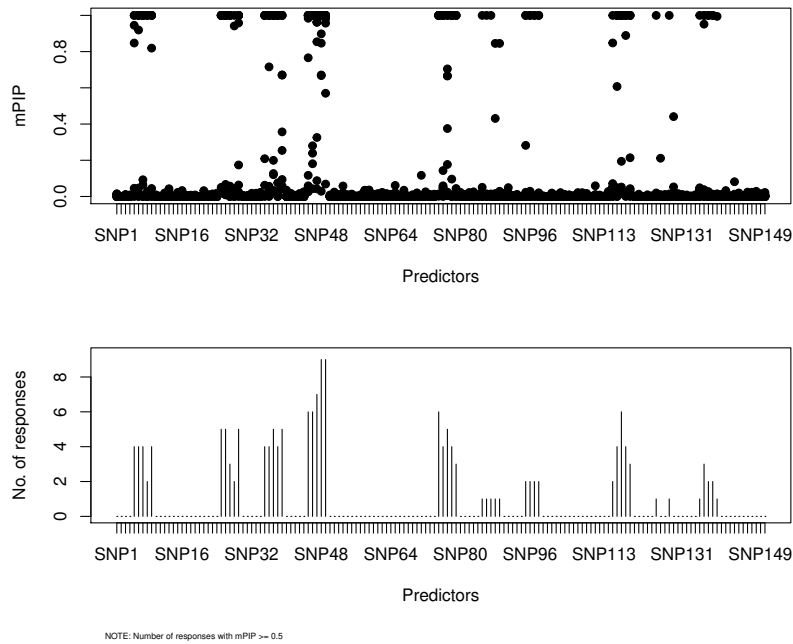 mPIP
0.0 0.4 0.8
SNP1 SNP16 SNP32 SNP48 SNP64 SNP80 SNP96 SNP113 SNP131 SNP149
Predictors
No. of responses
0 2 4 6 8
SNP1 SNP16 SNP32 SNP48 SNP64 SNP80 SNP96 SNP113 SNP131 SNP149
Predictors
NOTE: Number of responses with mPIP >= 0.5